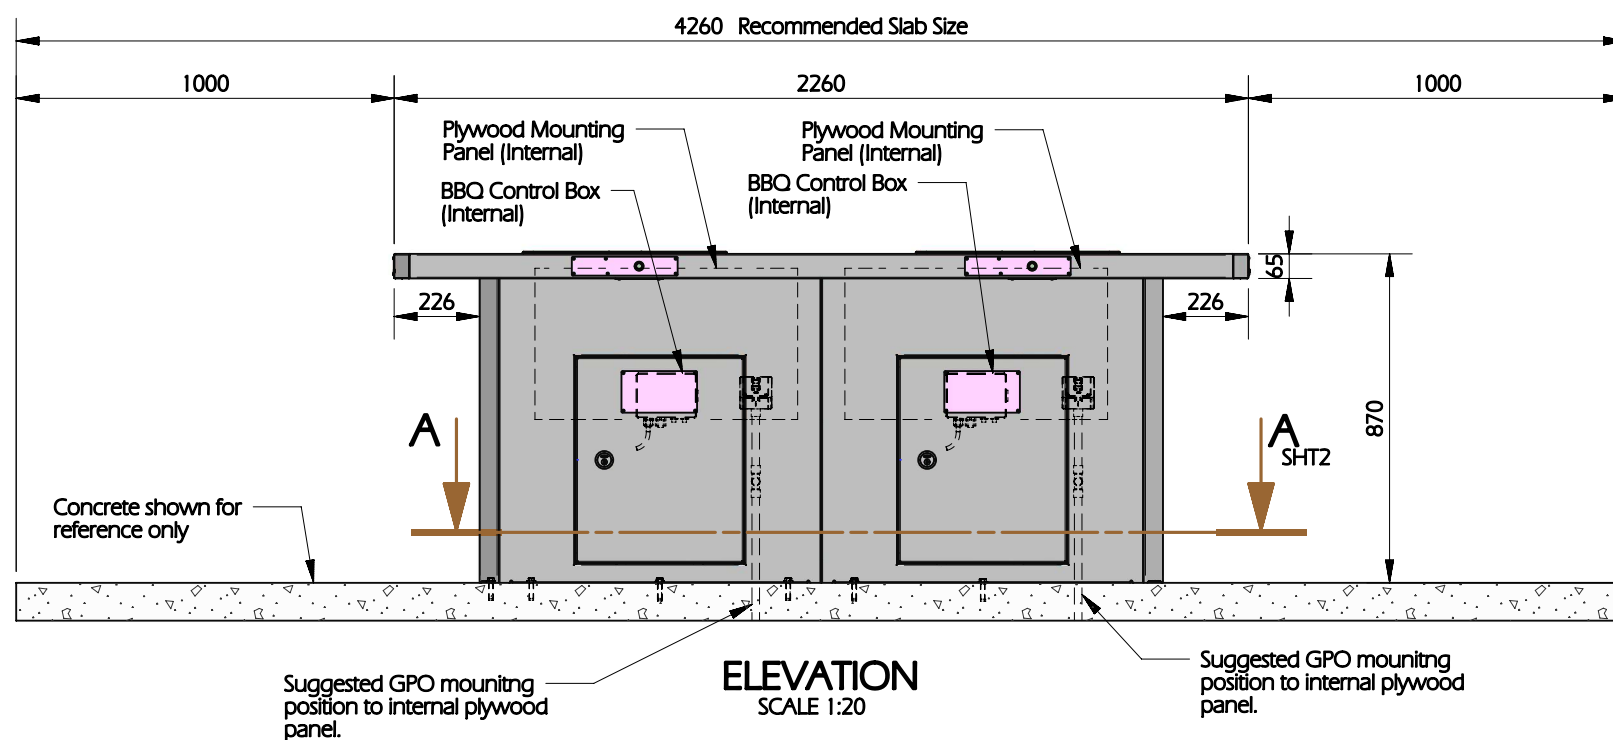 4260 Recommended Slab Size
1000
2260
1000
Plywood Mounting
Panel (Internal)
Plywood Mounting
Panel (Internal)
BBQ Control Box
(Internal)
BBQ Control Box
(Internal)
65
226
226
870
A
A
SHT2
Concrete shown for
reference only
ELEVATION
SCALE 1:20
Suggested GPO mounitng
position to internal plywood
panel.
Suggested GPO mounitng
position to internal plywood
panel.